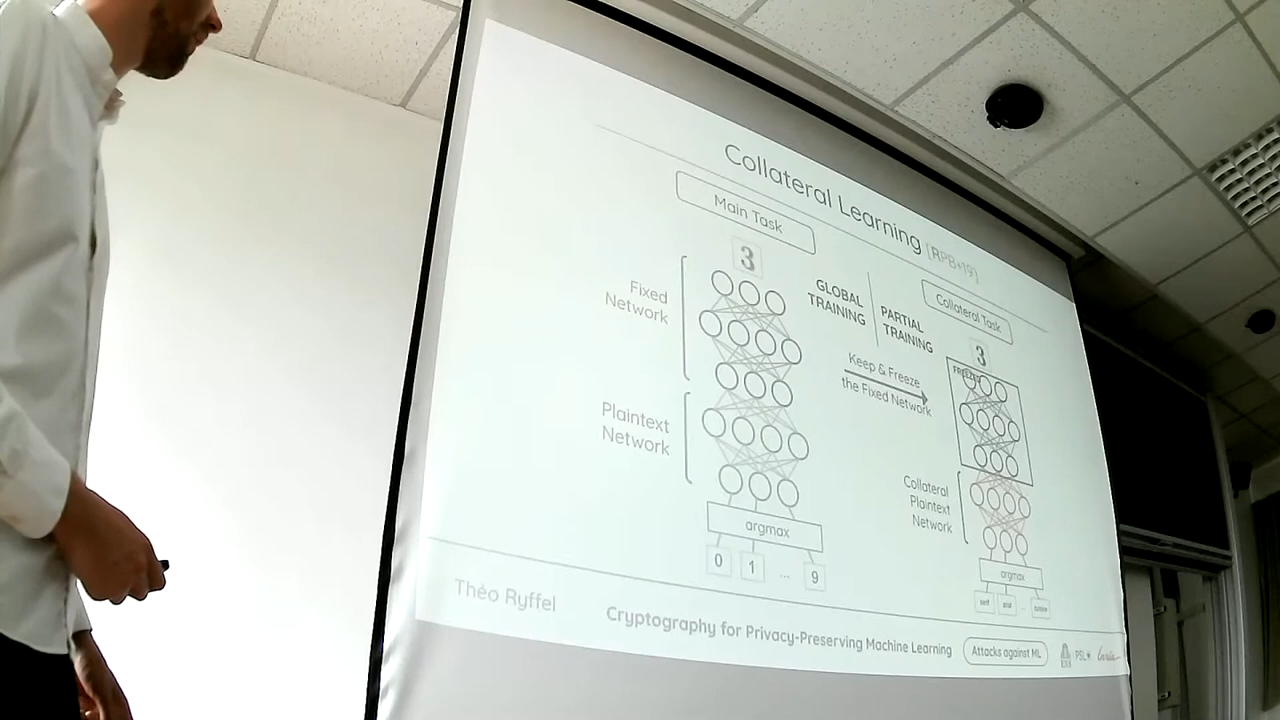 Collateral Learning [RPB+19]
Main Task
3
Fixed
Network
Plaintext
Network
argmax
0 1 ... 9
GLOBAL
TRAINING
PARTIAL
TRAINING
Keep & Freeze
the Fixed Network
Collateral Task
3
Collateral
Plaintext
Network
argmax
Théo Ryffel
Cryptography for Privacy-Preserving Machine Learning
Attacks against ML
PSL